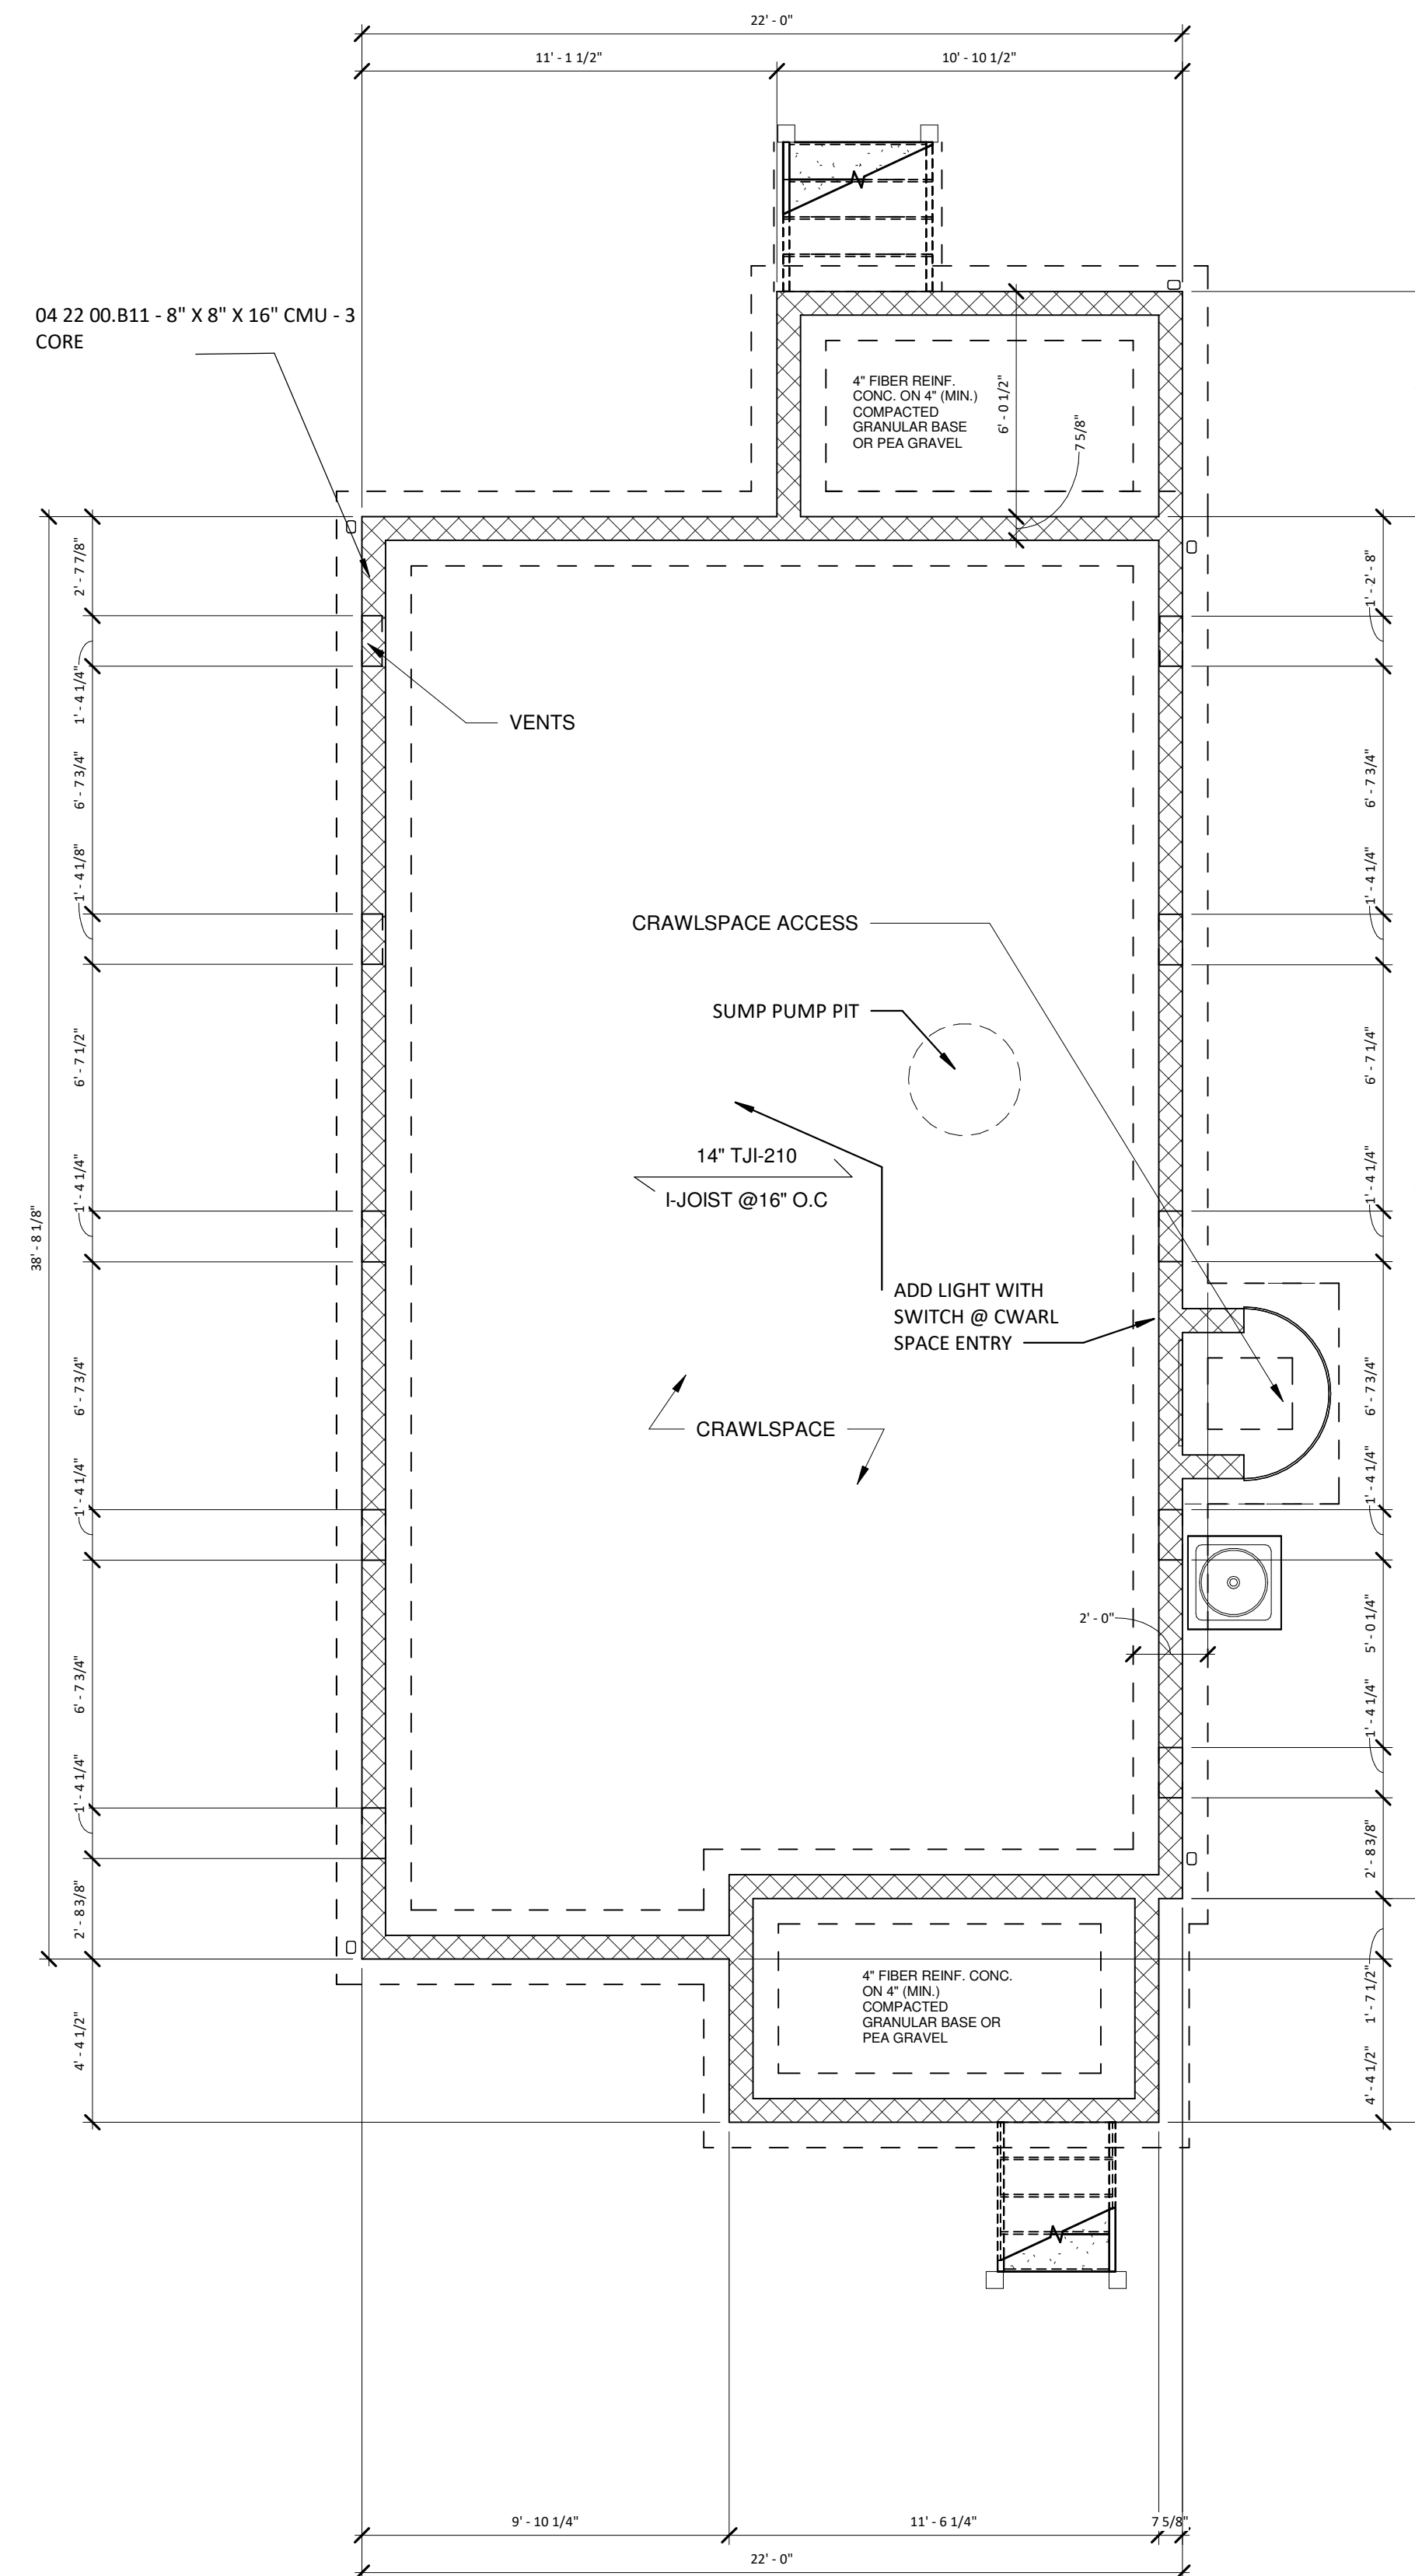 22' - 0"
11' - 1 1/2"
10' - 10 1/2"
04 22 00.B11 - 8" X 8" X 16" CMU - 3
CORE
4" FIBER REINF.
CONC. ON 4" (MIN.)
COMPACTED
GRANULAR BASE
OR PEA GRAVEL
6' - 0 1/2"
7 5/8"
2' - 7 7/8"
1' - 4 1/4"
6' - 7 3/4"
1' - 4 1/8"
6' - 7 1/2"
1' - 4 1/4"
6' - 7 3/4"
1' - 4 1/4"
6' - 7 3/4"
1' - 4 1/4"
2' - 8 3/8"
4' - 4 1/2"
38' - 8 1/8"
VENTS
CRAWLSPACE ACCESS
SUMP PUMP PIT
14" TJI-210
I-JOIST @16" O.C
ADD LIGHT WITH
SWITCH @ CWARL
SPACE ENTRY
CRAWLSPACE
2' - 0"
2' - 8"
6' - 7 3/4"
1' - 4 1/4"
6' - 7 1/4"
1' - 4 1/4"
6' - 7 3/4"
1' - 4 1/4"
5' - 0 1/4"
1' - 4 1/4"
2' - 8 3/8"
1' - 7 1/2"
4' - 4 1/2"
4" FIBER REINF. CONC.
ON 4" (MIN.)
COMPACTED
GRANULAR BASE OR
PEA GRAVEL
9' - 10 1/4"
11' - 6 1/4"
7 5/8"
22' - 0"